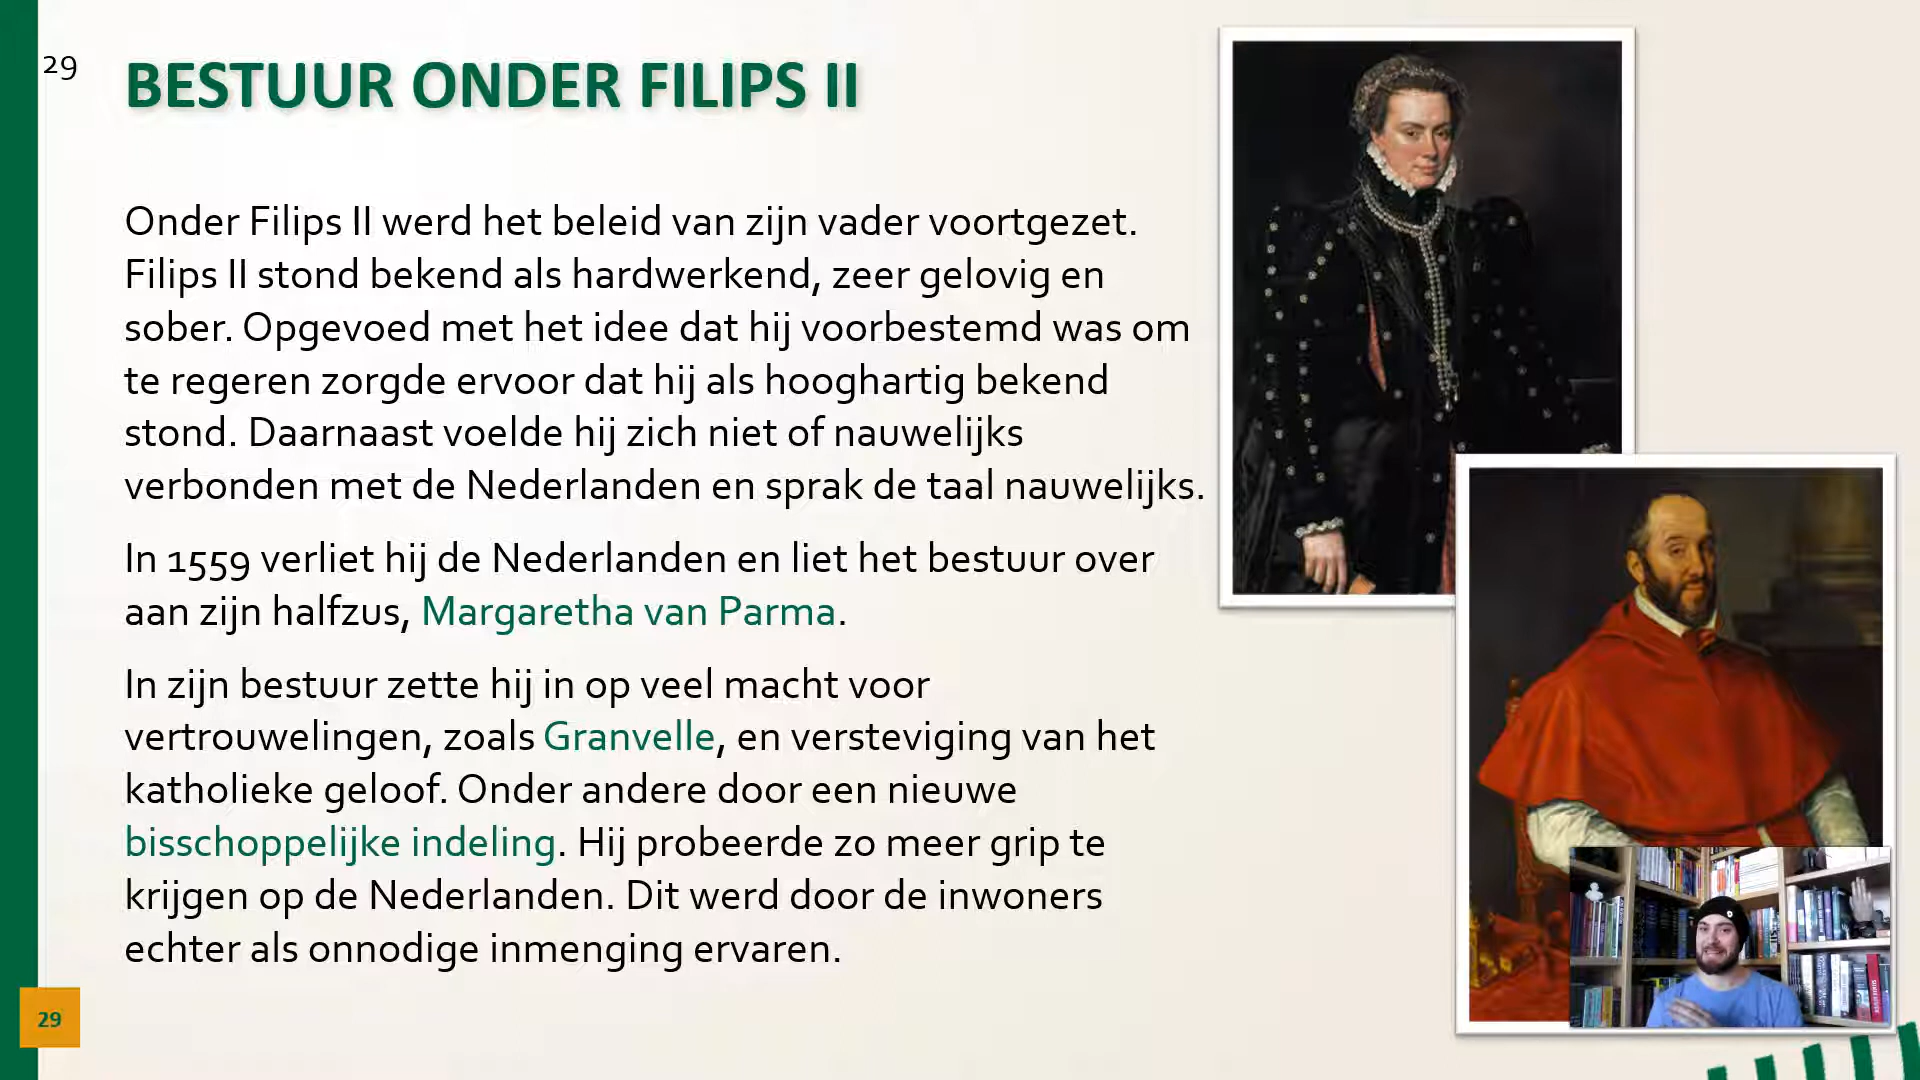 29
BESTUUR ONDER FILIPS II
Onder Filips II werd het beleid van zijn vader voortgezet.
Filips II stond bekend als hardwerkend, zeer gelovig en
sober. Opgevoed met het idee dat hij voorbestemd was om
te regeren zorgde ervoor dat hij als hooghartig bekend
stond. Daarnaast voelde hij zich niet of nauwelijks
verbonden met de Nederlanden en sprak de taal nauwelijks.
In 1559 verliet hij de Nederlanden en liet het bestuur over
aan zijn halfzus, Margaretha van Parma.
In zijn bestuur zette hij in op veel macht voor
vertrouwelingen, zoals Granvelle, en versteviging van het
katholieke geloof. Onder andere door een nieuwe
bisschoppelijke indeling. Hij probeerde zo meer grip te
krijgen op de Nederlanden. Dit werd door de inwoners
echter als onnodige inmenging ervaren.
29